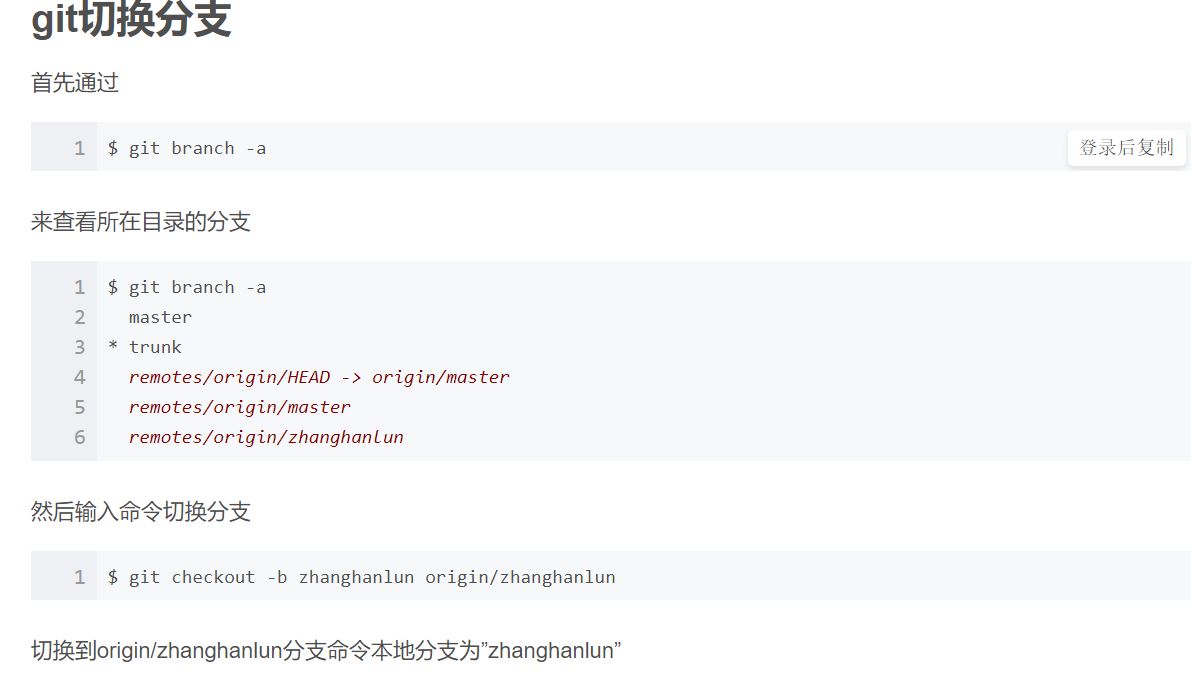 git切换分支
首先通过
1 $ git branch -a
登录后复制
来查看所在目录的分支
1 $ git branch -a
2 master
3 * trunk
4 remotes/origin/HEAD -> origin/master
5 remotes/origin/master
6 remotes/origin/zhanghanlun
然后输入命令切换分支
1 $ git checkout -b zhanghanlun origin/zhanghanlun
切换到origin/zhanghanlun分支命令本地分支为”zhanghanlun”